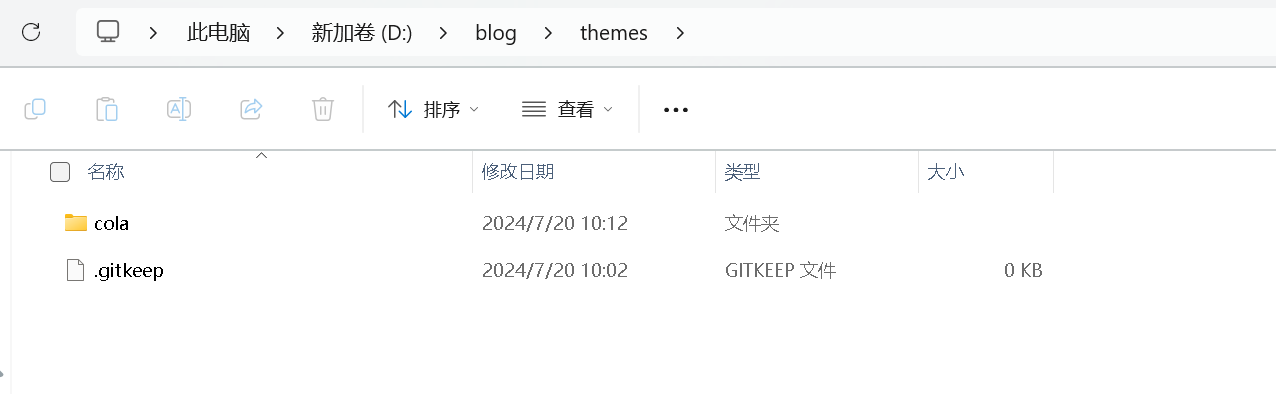 此电脑 > 新加卷 (D:) > blog > themes >
排序 查看 •••
名称 修改日期 类型 大小
cola 2024/7/20 10:12 文件夹
.gitkeep 2024/7/20 10:02 GITKEEP 文件 0 KB